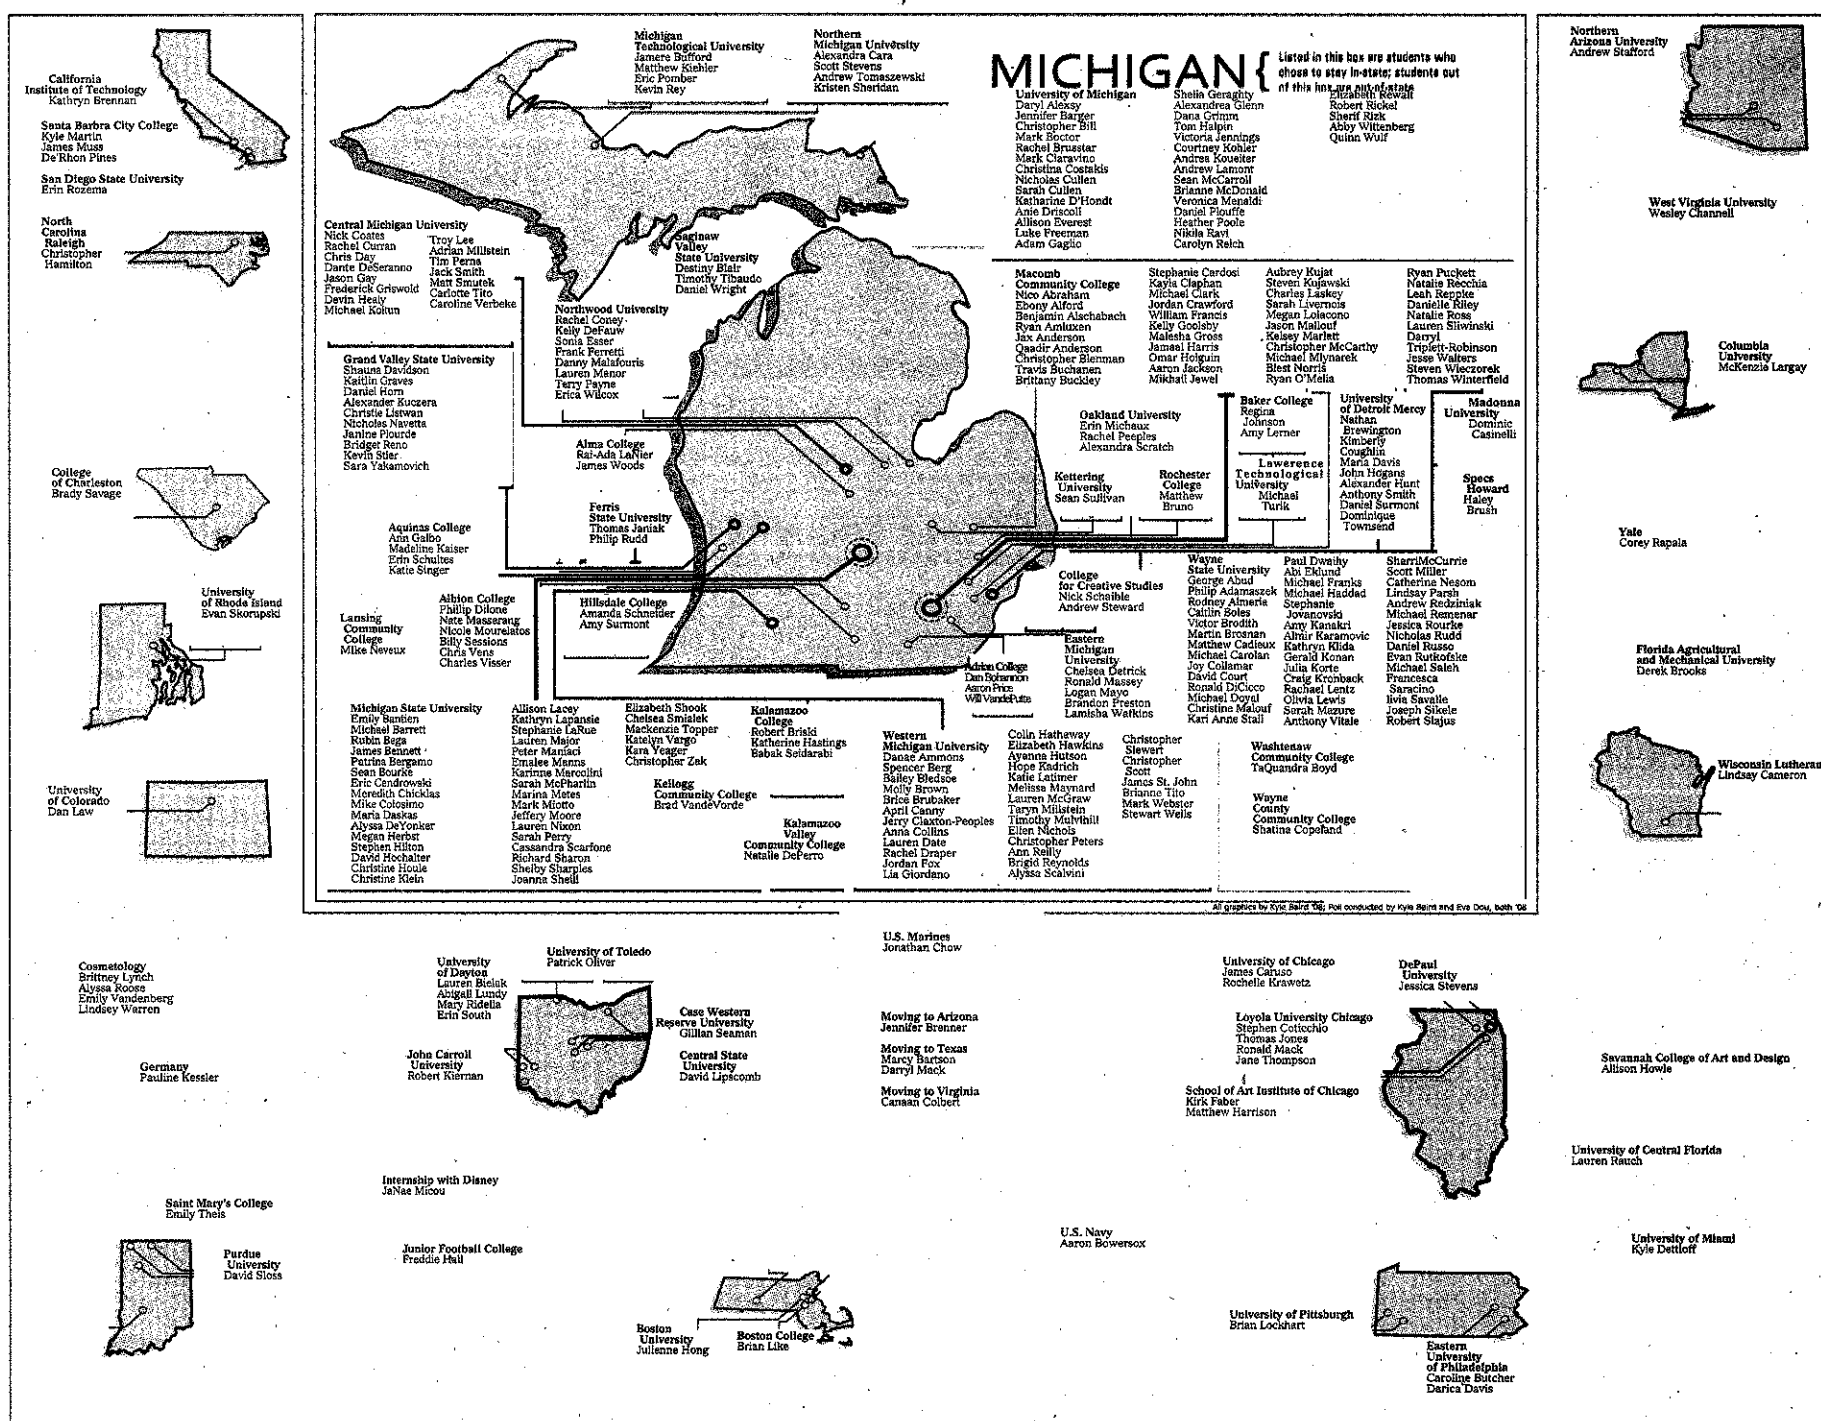 California
Institute of Technology
Kathryn Brennan
Santa Barbra City College
Kyle Martin
James Muss
De'Rhon Pines
San Diego State University
Erin Rozema
North
Carolina
Raleigh
Christopher
Hamilton
College
of Charleston
Brady Savage
University
of Rhode Island
Evan Skorupski
University
of Colorado
Dan Law
Michigan
Technological University
Jamere Bufford
Matthew Kiehler
Eric Pomber
Kevin Rey
Northern
Michigan University
Alexandra Cara
Scott Stevens
Andrew Tomaszewski
Kristen Sheridan
MICHIGAN
Listed in this box are students who
chose to stay in-state; students out
of this box are out-of-state
University of Michigan
Daryl Alexsy
Jennifer Barger
Christopher Bill
Mark Boctor
Rachel Brusstar
Mark Ciaravino
Christina Costakis
Nicholas Cullen
Sarah Cullen
Katharine D'Hondt
Anie Driscoll
Allison Everest
Luke Freeman
Adam Gaglio
Shelia Geraghty
Alexandrea Glenn
Dana Grimm
Tom Halpin
Victoria Jennings
Courtney Kohler
Andrea Koueiter
Andrew Lamont
Sean McCarroll
Brianne McDonald
Veronica Menaldi
Daniel Plouffe
Heather Poole
Nikila Ravi
Carolyn Reich
Elizabeth Rewalt
Robert Rickel
Sherif Rizk
Abby Wittenberg
Quinn Wulf
Central Michigan University
Nick Coates
Rachel Curran
Chris Day
Dante DeSeranno
Jason Gay
Frederick Griswold
Devin Healy
Michael Koltun
Troy Lee
Adrian Millstein
Tim Perna
Jack Smith
Matt Smutek
Carlotte Tito
Caroline Verbeke
Saginaw
Valley
State University
Destiny Blair
Timothy Tibaudo
Daniel Wright
Northwood University
Rachel Coney
Kelly DeFauw
Sonia Esser
Frank Ferretti
Danny Malafouris
Lauren Manor
Terry Payne
Erica Wilcox
Grand Valley State University
Shauna Davidson
Kaitlin Graves
Daniel Horn
Alexander Kuczera
Christie Listwan
Nicholes Navetta
Janine Plourde
Bridget Reno
Kevin Stier
Sara Yakamovich
Alma College
Rai-Ada LaNier
James Woods
Macomb
Community College
Nico Abraham
Ebony Alford
Benjamin Alschabach
Ryan Amluxen
Jax Anderson
Qaadir Anderson
Christopher Blenman
Travis Buchanen
Brittany Buckley
Stephanie Cardosi
Kayla Claphan
Michael Clark
Jordan Crawford
William Francis
Kelly Goolsby
Malesha Gross
Jamaal Harris
Omar Holguin
Aaron Jackson
Mikhail Jewel
Aubrey Kujat
Steven Kujawski
Charles Laskey
Sarah Livernois
Megan Lolacono
Jason Mallouf
Kelsey Marlett
Christopher McCarthy
Michael Mlynarek
Blest Norris
Ryan O'Melia
Ryan Puckett
Natalie Recchia
Leah Reppke
Danielle Riley
Natalie Ross
Lauren Sliwinski
Darryl
Triplett-Robinson
Jesse Walters
Steven Wieczorek
Thomas Winterfield
Oakland University
Erin Michaux
Rachel Peeples
Alexandra Scratch
Baker College
Regina
Johnson
Amy Lerner
University
of Detroit Mercy
Nathan
Brewington
Kimberly
Coughlin
Maria Davis
John Hogans
Alexander Hunt
Anthony Smith
Daniel Surmont
Dominique
Townsend
Madonna
University
Dominic
Casinelli
Kettering
University
Sean Sullivan
Rochester
College
Matthew
Bruno
Lawerence
Technological
University
Michael
Turik
Specs
Howard
Haley
Brush
Aquinas College
Ann Galbo
Madeline Kaiser
Erin Schultes
Katie Singer
Ferris
State University
Thomas Janiak
Philip Rudd
Lansing
Community
College
Mike Neveux
Albion College
Phillip Dilone
Nate Masserang
Nicole Mourelatos
Billy Sessions
Chris Vens
Charles Visser
Hillsdale College
Amanda Schneider
Amy Surmont
College
for Creative Studies
Nick Schaible
Andrew Steward
Adrian College
Dan Bohannon
Aaron Price
Will VandePutte
Eastern
Michigan
University
Chelsea Detrick
Ronald Massey
Logan Mayo
Brandon Preston
Lamisha Watkins
Wayne
State University
George Abud
Philip Adamaszek
Rodney Almeria
Caitlin Boles
Victor Brodith
Martin Brosnan
Matthew Cadieux
Michael Carolan
Joy Collamar
David Court
Ronald DiCicco
Michael Doyal
Christine Malouf
Kari Anne Stall
Paul Dwaihy
Abi Eklund
Michael Franks
Michael Haddad
Stephanie
Jovanovski
Amy Kanakri
Almir Karamovic
Kathryn Klida
Gerald Konan
Julia Korte
Craig Kronback
Rachael Lentz
Olivia Lewis
Sarah Mazure
Anthony Vitale
SharriMcCurrie
Scott Miller
Catherine Nesom
Lindsay Parsh
Andrew Redziniak
Michael Remenar
Jessica Rourke
Nicholas Rudd
Daniel Russo
Evan Rutkofske
Michael Saleh
Francesca
Saracino
Iivia Savalle
Joseph Sikele
Robert Slajus
Michigan State University
Emily Bantien
Michael Barrett
Rubin Bega
James Bennett
Patrina Bergamo
Sean Bourke
Eric Cendrowski
Meredith Chicklas
Mike Colosimo
Maria Daskas
Alyssa DeYonker
Megan Herbst
Stephen Hilton
David Hochalter
Christine Houle
Christine Klein
Allison Lacey
Kathryn Lapansie
Stephanie LaRue
Lauren Major
Peter Maniaci
Emalee Manns
Karinne Marcolini
Sarah McPharlin
Marina Metes
Mark Miotto
Jeffery Moore
Lauren Nixon
Sarah Perry
Cassandra Scarfone
Richard Sharon
Shelby Sharples
Joanna Sheill
Elizabeth Shook
Chelsea Smialek
Mackenzie Topper
Katelyn Vargo
Kara Yeager
Christopher Zak
Kellogg
Community College
Brad VandeVorde
Kalamazoo
College
Robert Briski
Katherine Hastings
Babak Seidarabi
Kalamazoo
Valley
Community College
Natalie DePerro
Western
Michigan University
Danae Ammons
Spencer Berg
Bailey Bledsoe
Molly Brown
Brice Brubaker
April Canny
Jerry Claxton-Peoples
Anna Collins
Lauren Date
Rachel Draper
Jordan Fox
Lia Giordano
Colin Hathaway
Elizabeth Hawkins
Ayanna Hutson
Hope Kadrich
Katie Latimer
Melissa Maynard
Lauren McGraw
Taryn Millstein
Timothy Mulvihill
Ellen Nichols
Christopher Peters
Ann Reilly
Brigid Reynolds
Alyssa Scalvini
Christopher
Siewert
Christopher
Scott
James St. John
Brianne Tito
Mark Webster
Stewart Wells
Washtenaw
Community College
TaQuandra Boyd
Wayne
County
Community College
Shatina Copeland
All graphics by Kyle Baird '08; Poll conducted by Kyle Baird and Eva Dou, both '08
Northern
Arizona University
Andrew Stafford
West Virginia University
Wesley Channell
Columbia
University
McKenzie Largay
Yale
Corey Rapala
Florida Agricultural
and Mechanical University
Derek Brooks
Wisconsin Lutheran
Lindsay Cameron
Cosmetology
Brittney Lynch
Alyssa Roose
Emily Vandenberg
Lindsey Warren
Germany
Pauline Kessler
University
of Dayton
Lauren Bielak
Abigail Lundy
Mary Ridella
Erin South
University of Toledo
Patrick Oliver
Case Western
Reserve University
Gillian Seaman
John Carroll
University
Robert Kiernan
Central State
University
David Lipscomb
U.S. Marines
Jonathan Chow
Moving to Arizona
Jennifer Brenner
Moving to Texas
Marcy Bartson
Darryl Mack
Moving to Virginia
Canaan Colbert
University of Chicago
James Caruso
Rochelle Krawetz
DePaul
University
Jessica Stevens
Loyola University Chicago
Stephen Coticchio
Thomas Jones
Ronald Mack
Jane Thompson
School of Art Institute of Chicago
Kirk Faber
Matthew Harrison
Savannah College of Art and Design
Allison Howle
University of Central Florida
Lauren Rauch
University of Miami
Kyle Dettloff
Saint Mary's College
Emily Theis
Purdue
University
David Sloss
Internship with Disney
JaNae Micou
Junior Football College
Freddie Hall
Boston
University
Julienne Hong
Boston College
Brian Like
U.S. Navy
Aaron Bowersox
University of Pittsburgh
Brian Lockhart
Eastern
University
of Philadelphia
Caroline Butcher
Darica Davis